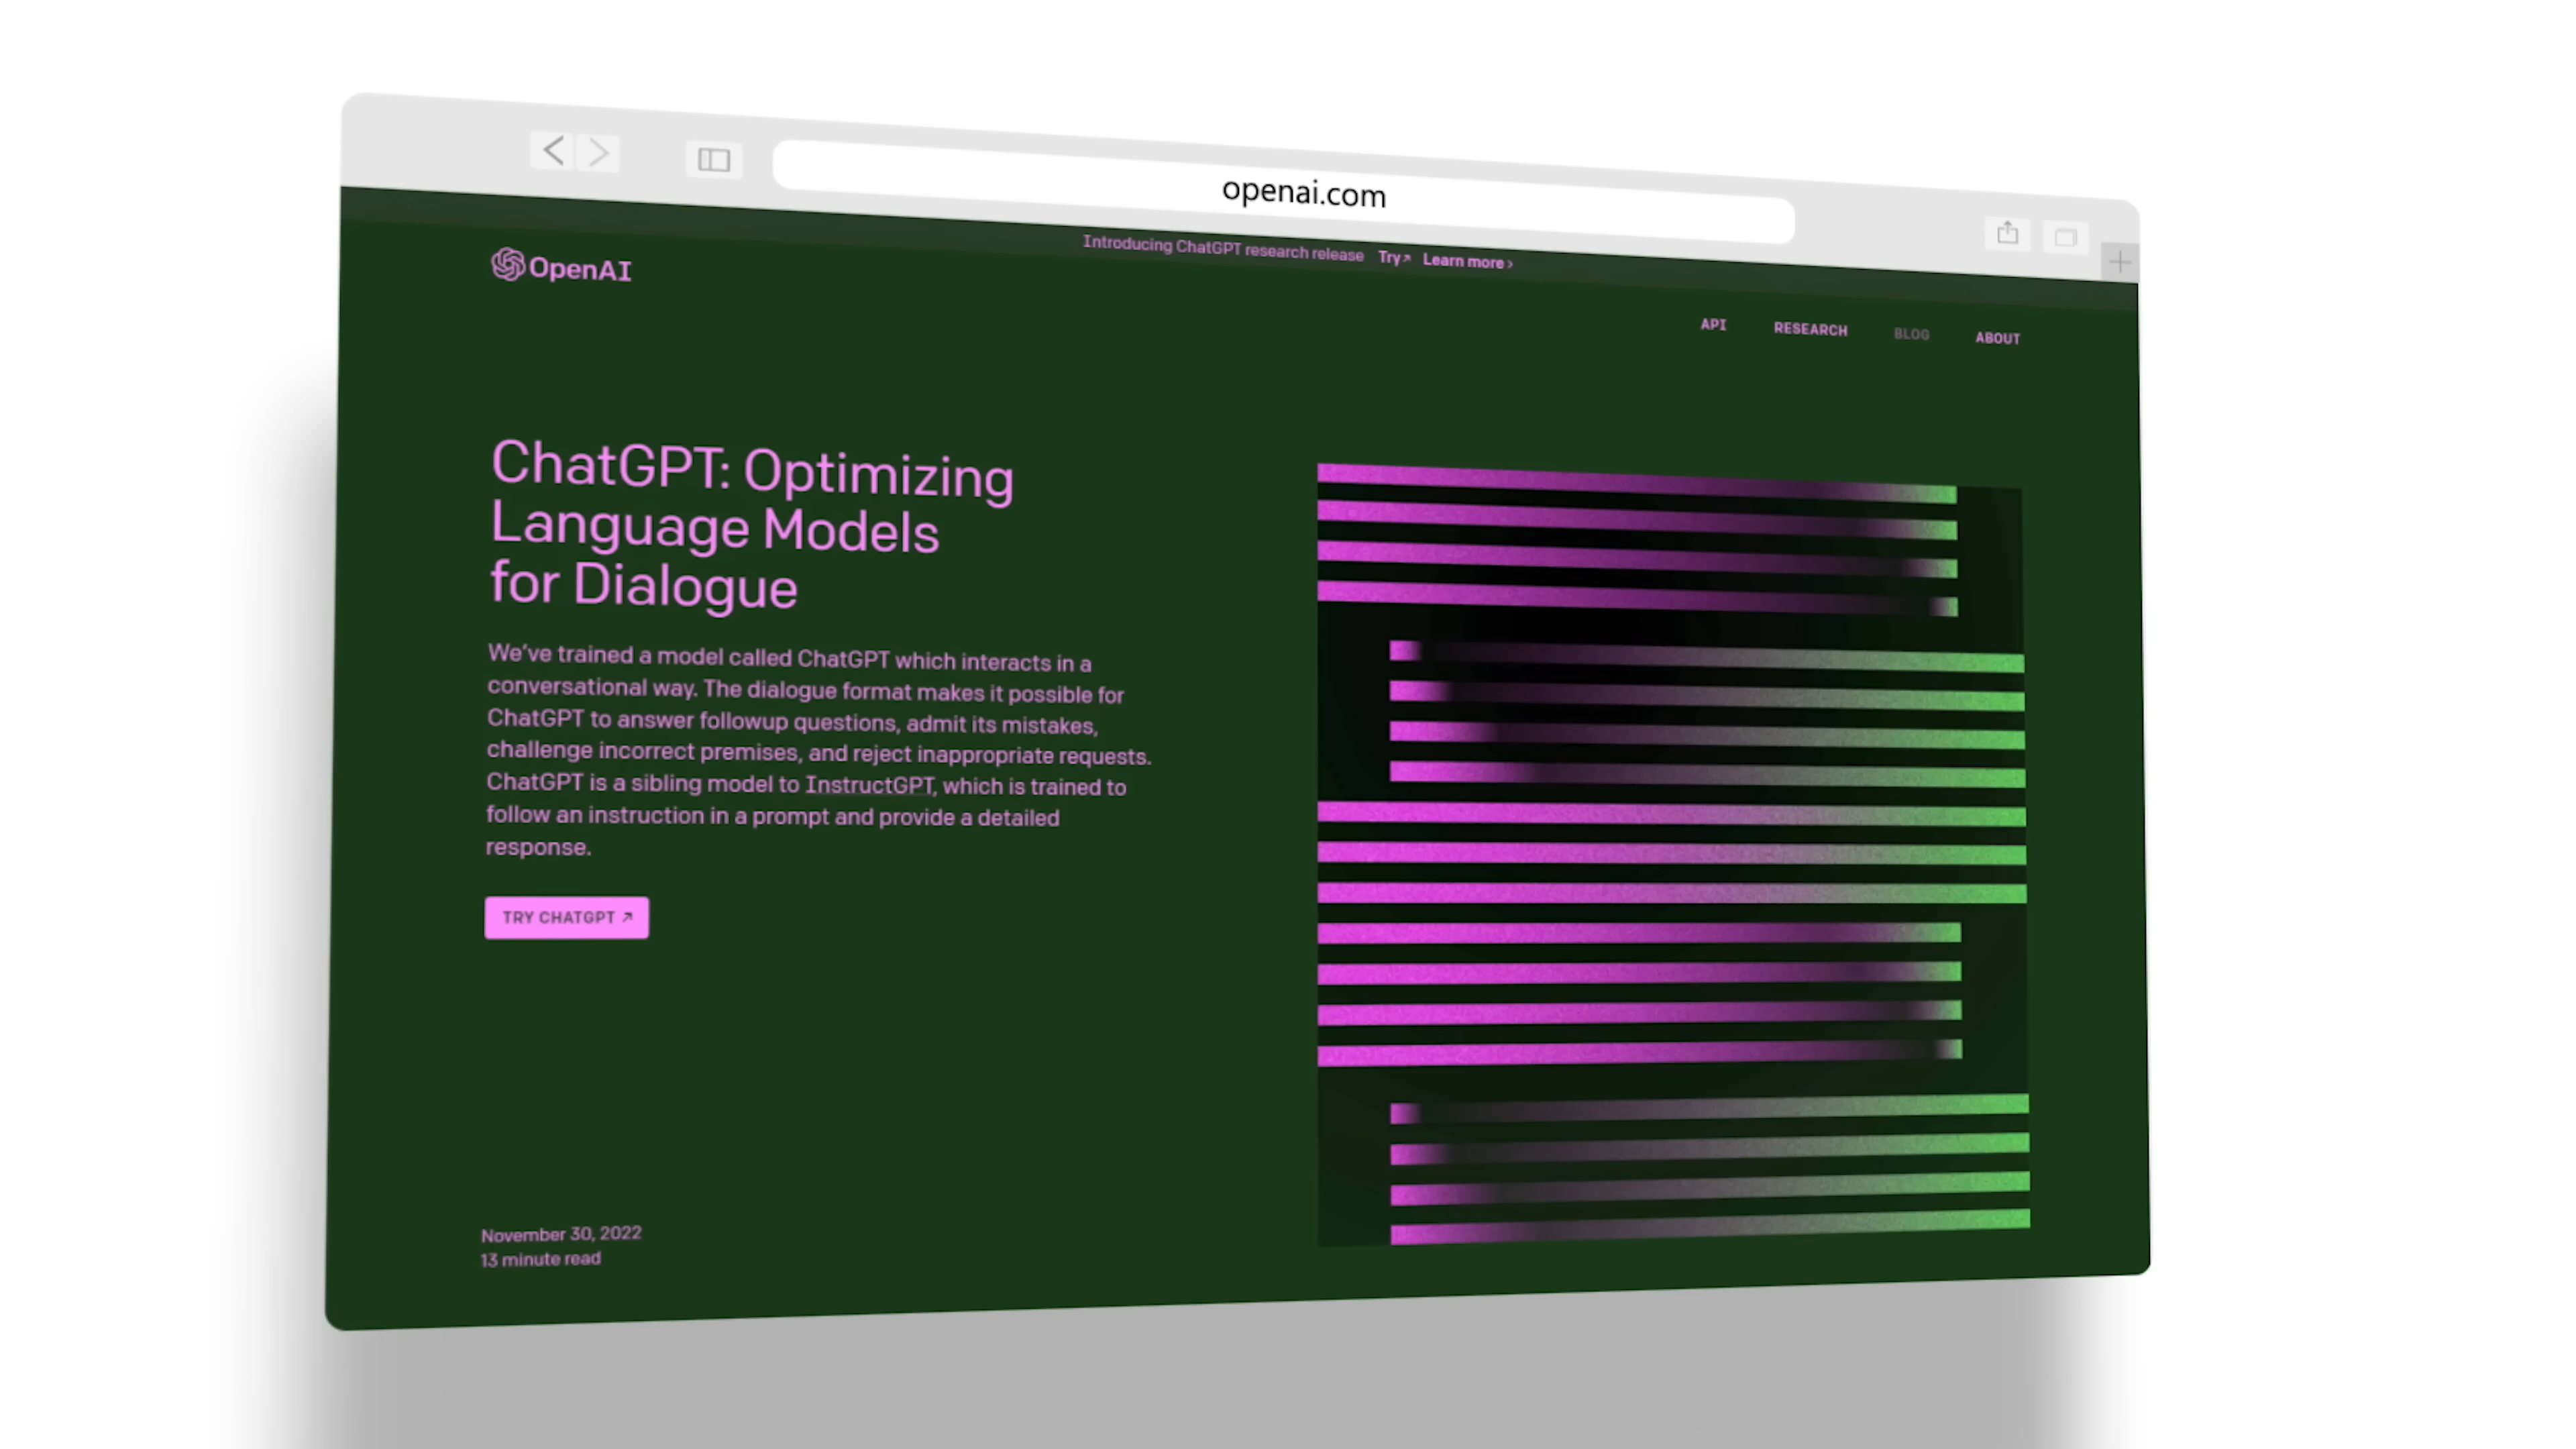 openai.com
Introducing ChatGPT research release Try↗ Learn more ›
OpenAI
API RESEARCH BLOG ABOUT
ChatGPT: Optimizing
Language Models
for Dialogue
We’ve trained a model called ChatGPT which interacts in a
conversational way. The dialogue format makes it possible for
ChatGPT to answer followup questions, admit its mistakes,
challenge incorrect premises, and reject inappropriate requests.
ChatGPT is a sibling model to InstructGPT, which is trained to
follow an instruction in a prompt and provide a detailed
response.
TRY CHATGPT ↗
November 30, 2022
13 minute read